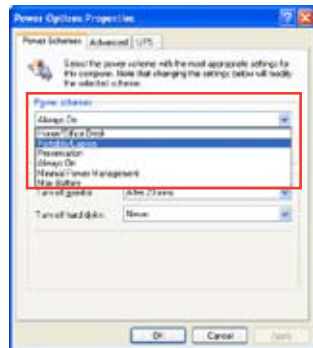 Power Options Properties
Power Schemes Advanced UPS
Select the power scheme with the most appropriate settings for
this computer. Note that changing the settings below will modify
the selected scheme.
Power schemes
Always On
Home/Office Desk
Portable/Laptop
Presentation
Always On
Minimal Power Management
Max Battery
Turn off monitor: After 20 mins
Turn off hard disks: Never
OK Cancel Apply